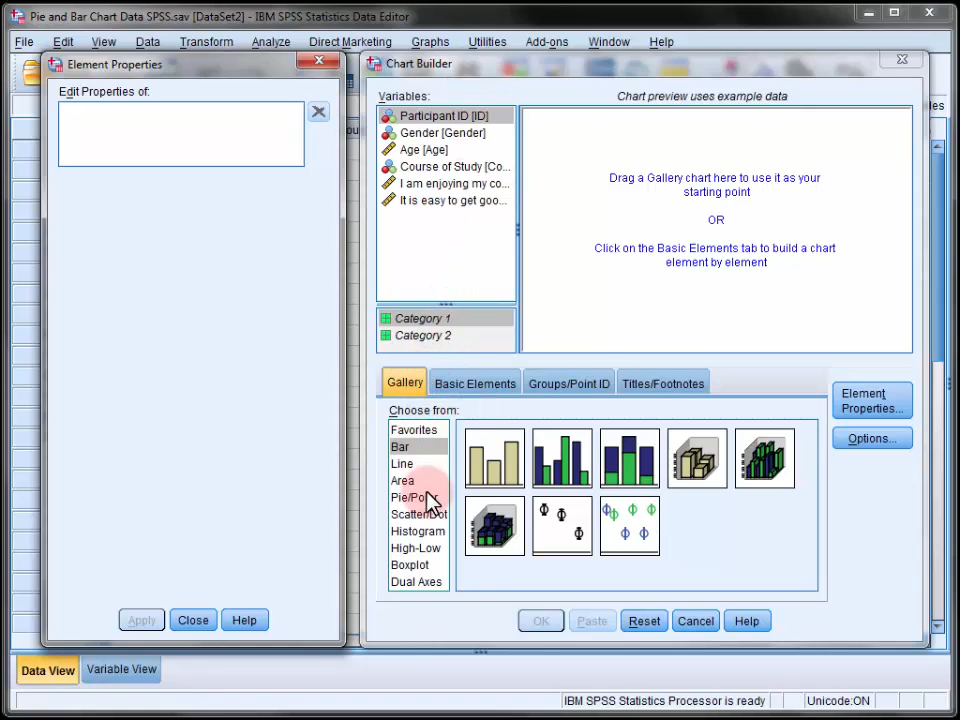 Pie and Bar Chart Data SPSS.sav [DataSet2] - IBM SPSS Statistics Data Editor
File Edit View Data Transform Analyze Direct Marketing Graphs Utilities Add-ons Window Help
Element Properties
Edit Properties of:
Apply Close Help
Chart Builder
Variables:
Participant ID [ID]
Gender [Gender]
Age [Age]
Course of Study [Co...
I am enjoying my co...
It is easy to get goo...
Category 1
Category 2
Chart preview uses example data
Drag a Gallery chart here to use it as your
starting point
OR
Click on the Basic Elements tab to build a chart
element by element
Gallery Basic Elements Groups/Point ID Titles/Footnotes
Choose from:
Favorites
Bar
Line
Area
Scatter/Dot
Histogram
High-Low
Boxplot
Dual Axes
Element
Properties...
Options...
OK Paste Reset Cancel Help
Data View Variable View
IBM SPSS Statistics Processor is ready Unicode:ON